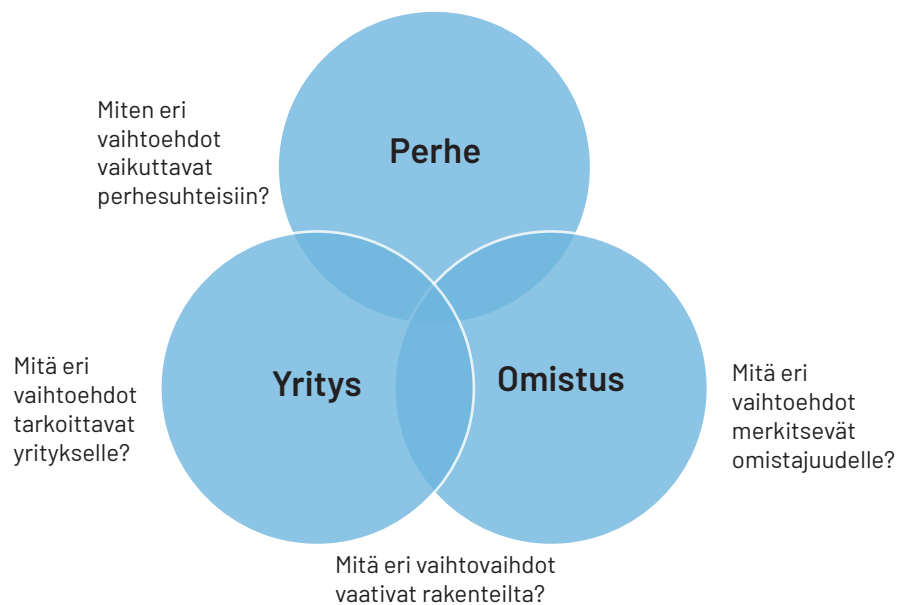 Miten eri
vaihtoehdot
vaikuttavat
perhesuhteisiin?
Perhe
Mitä eri
vaihtoehdot
tarkoittavat
yritykselle?
Yritys
Omistus
Mitä eri
vaihtoehdot
merkitsevät
omistajuudelle?
Mitä eri vaihtovaihdot
vaativat rakenteilta?